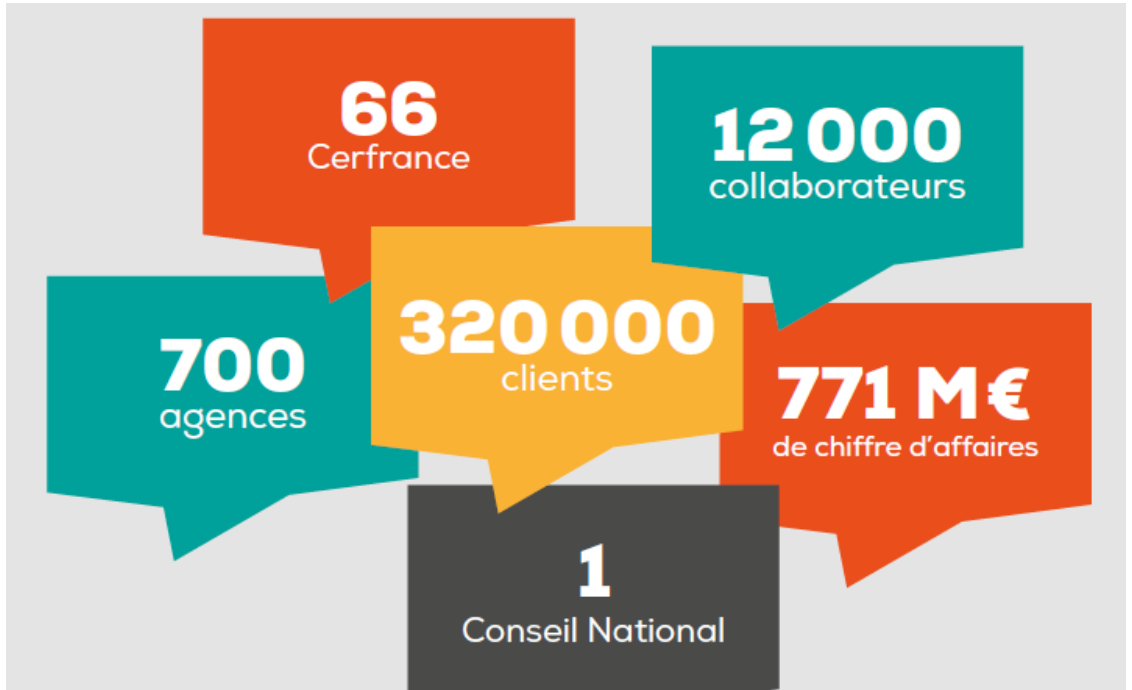 66
Cerfrance
12 000
collaborateurs
700
agences
320 000
clients
771 M€
de chiffre d'affaires
1
Conseil National